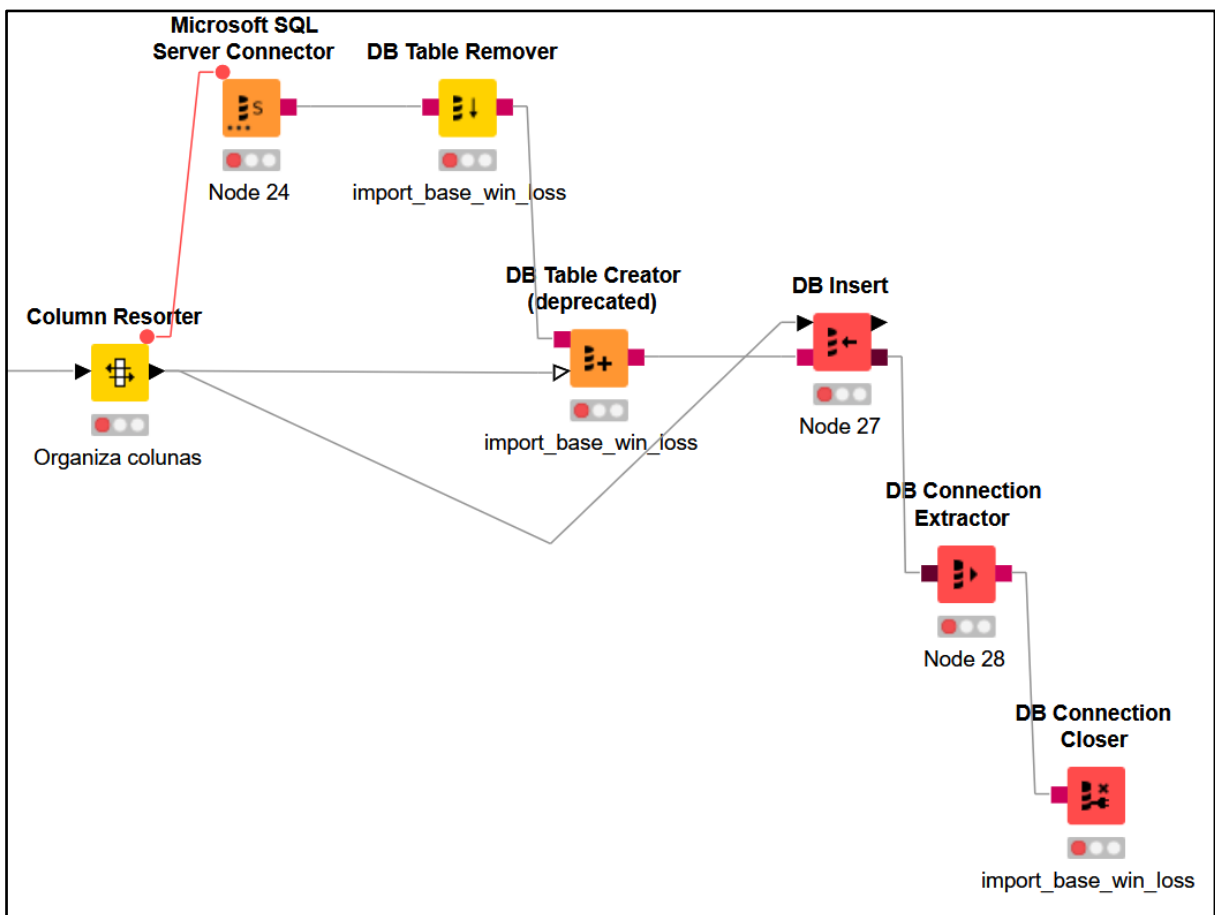 Microsoft SQL
Server Connector
DB Table Remover
S
Node 24
import_base_win_loss
Column Resorter
Organiza colunas
DB Table Creator
(deprecated)
import_base_win_loss
DB Insert
Node 27
DB Connection
Extractor
Node 28
DB Connection
Closer
import_base_win_loss